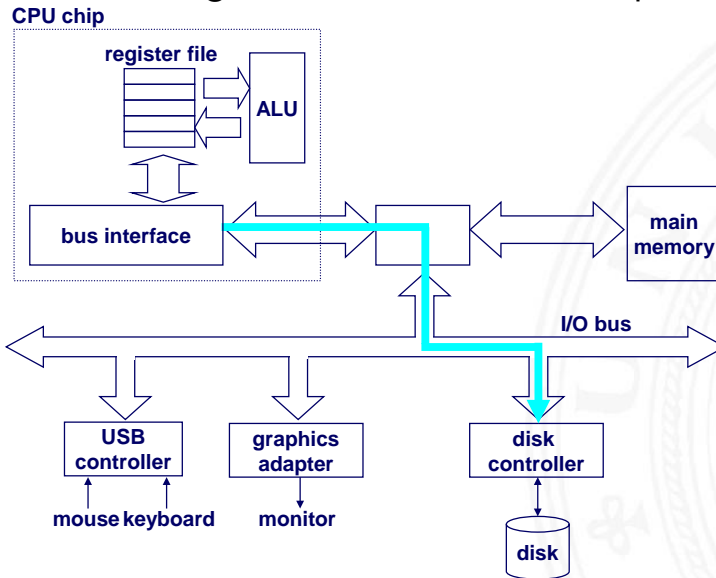 CPU chip
register file
ALU
bus interface
main
memory
I/O bus
USB
controller
graphics
adapter
disk
controller
mouse keyboard
monitor
disk